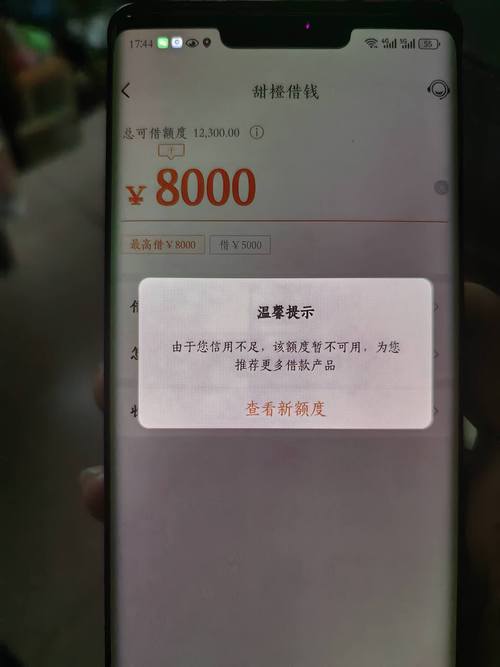 17:44
55
甜橙借钱
总可借额度 12,300.00
千
¥ 8000
最高借¥8000 借¥5000
温馨提示
由于您信用不足，该额度暂不可用，为您
推荐更多借款产品
查看新额度